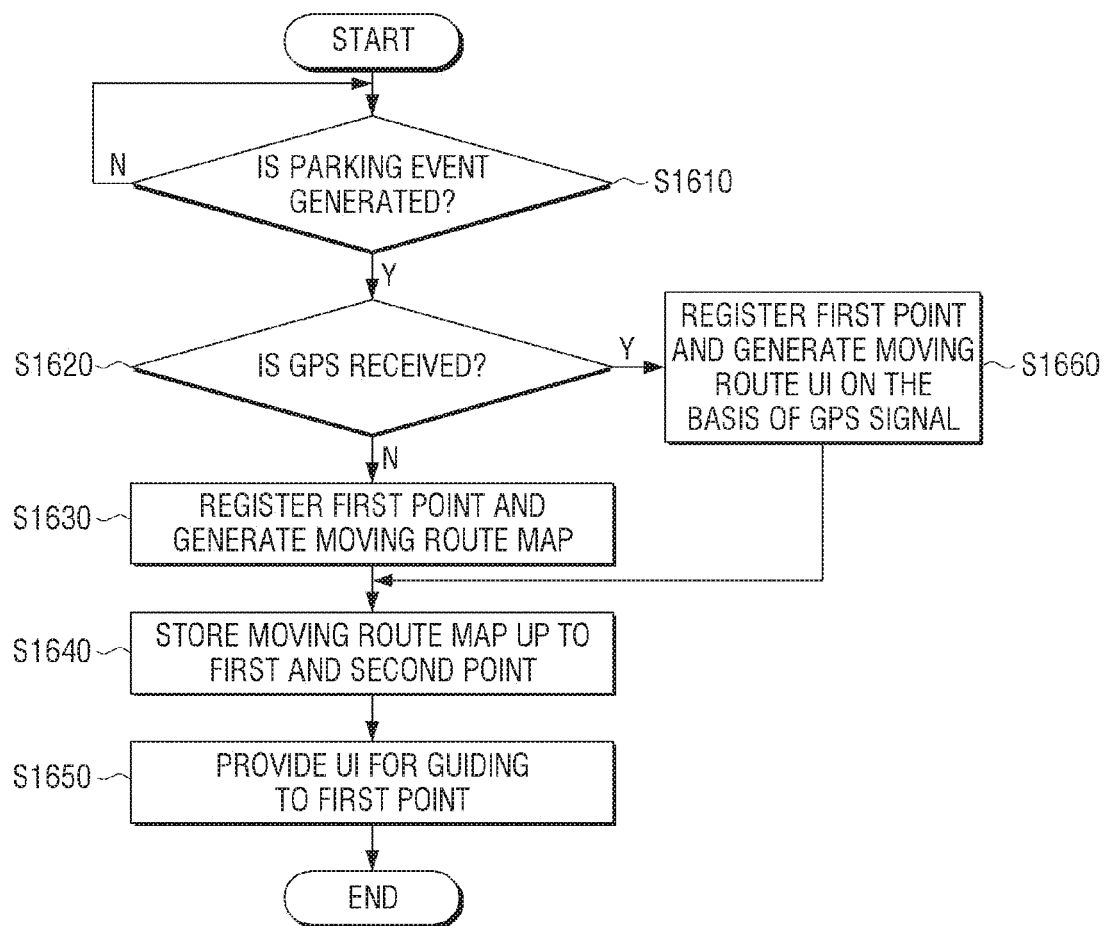 START
N
IS PARKING EVENT
GENERATED?
S1610
Y
S1620
IS GPS RECEIVED?
Y
REGISTER FIRST POINT
AND GENERATE MOVING
ROUTE UI ON THE
BASIS OF GPS SIGNAL
S1660
N
S1630
REGISTER FIRST POINT AND
GENERATE MOVING ROUTE MAP
S1640
STORE MOVING ROUTE MAP UP TO
FIRST AND SECOND POINT
S1650
PROVIDE UI FOR GUIDING
TO FIRST POINT
END